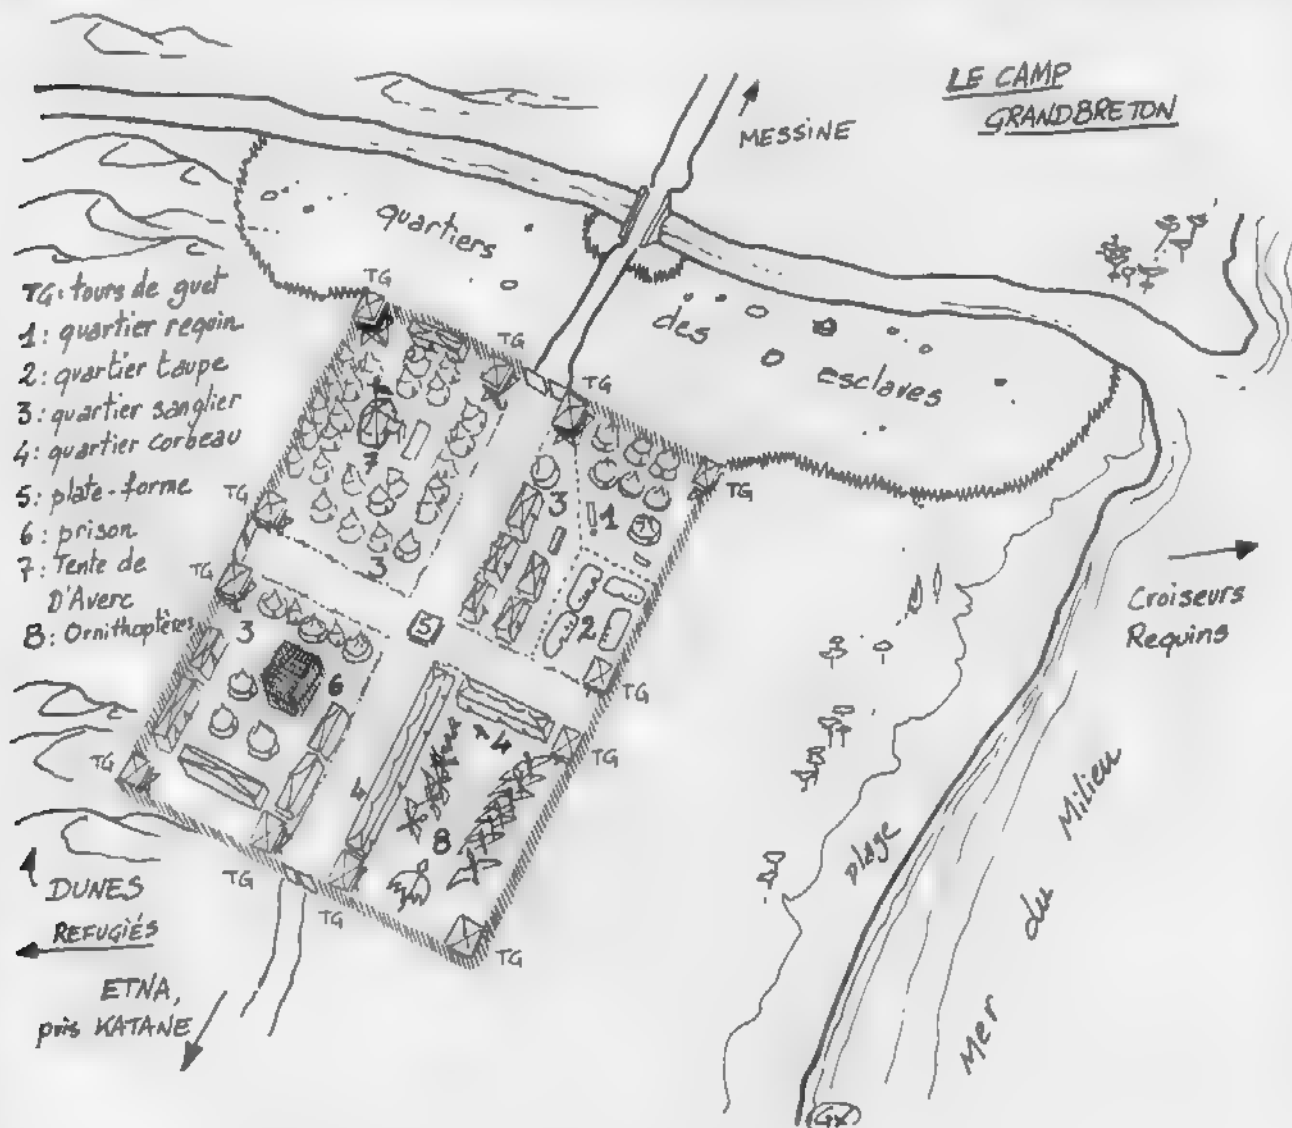 LE CAMP
GRANDBRETON
MESSINE
quartiers
des
esclaves
TG: tours de guet
1: quartier requin
2: quartier taupe
3: quartier sanglier
4: quartier corbeau
5: plate-forme
6: prison
7: Tente de
D'Averc
8: Ornithoptères
TG
TG
TG
TG
TG
TG
TG
TG
TG
TG
TG
TG
7
3
3
1
2
5
3
6
4
4
8
Croiseurs
Requins
plage
Mer du Milieu
DUNES
REFUGIÉS
ETNA,
puis KATANE
GX